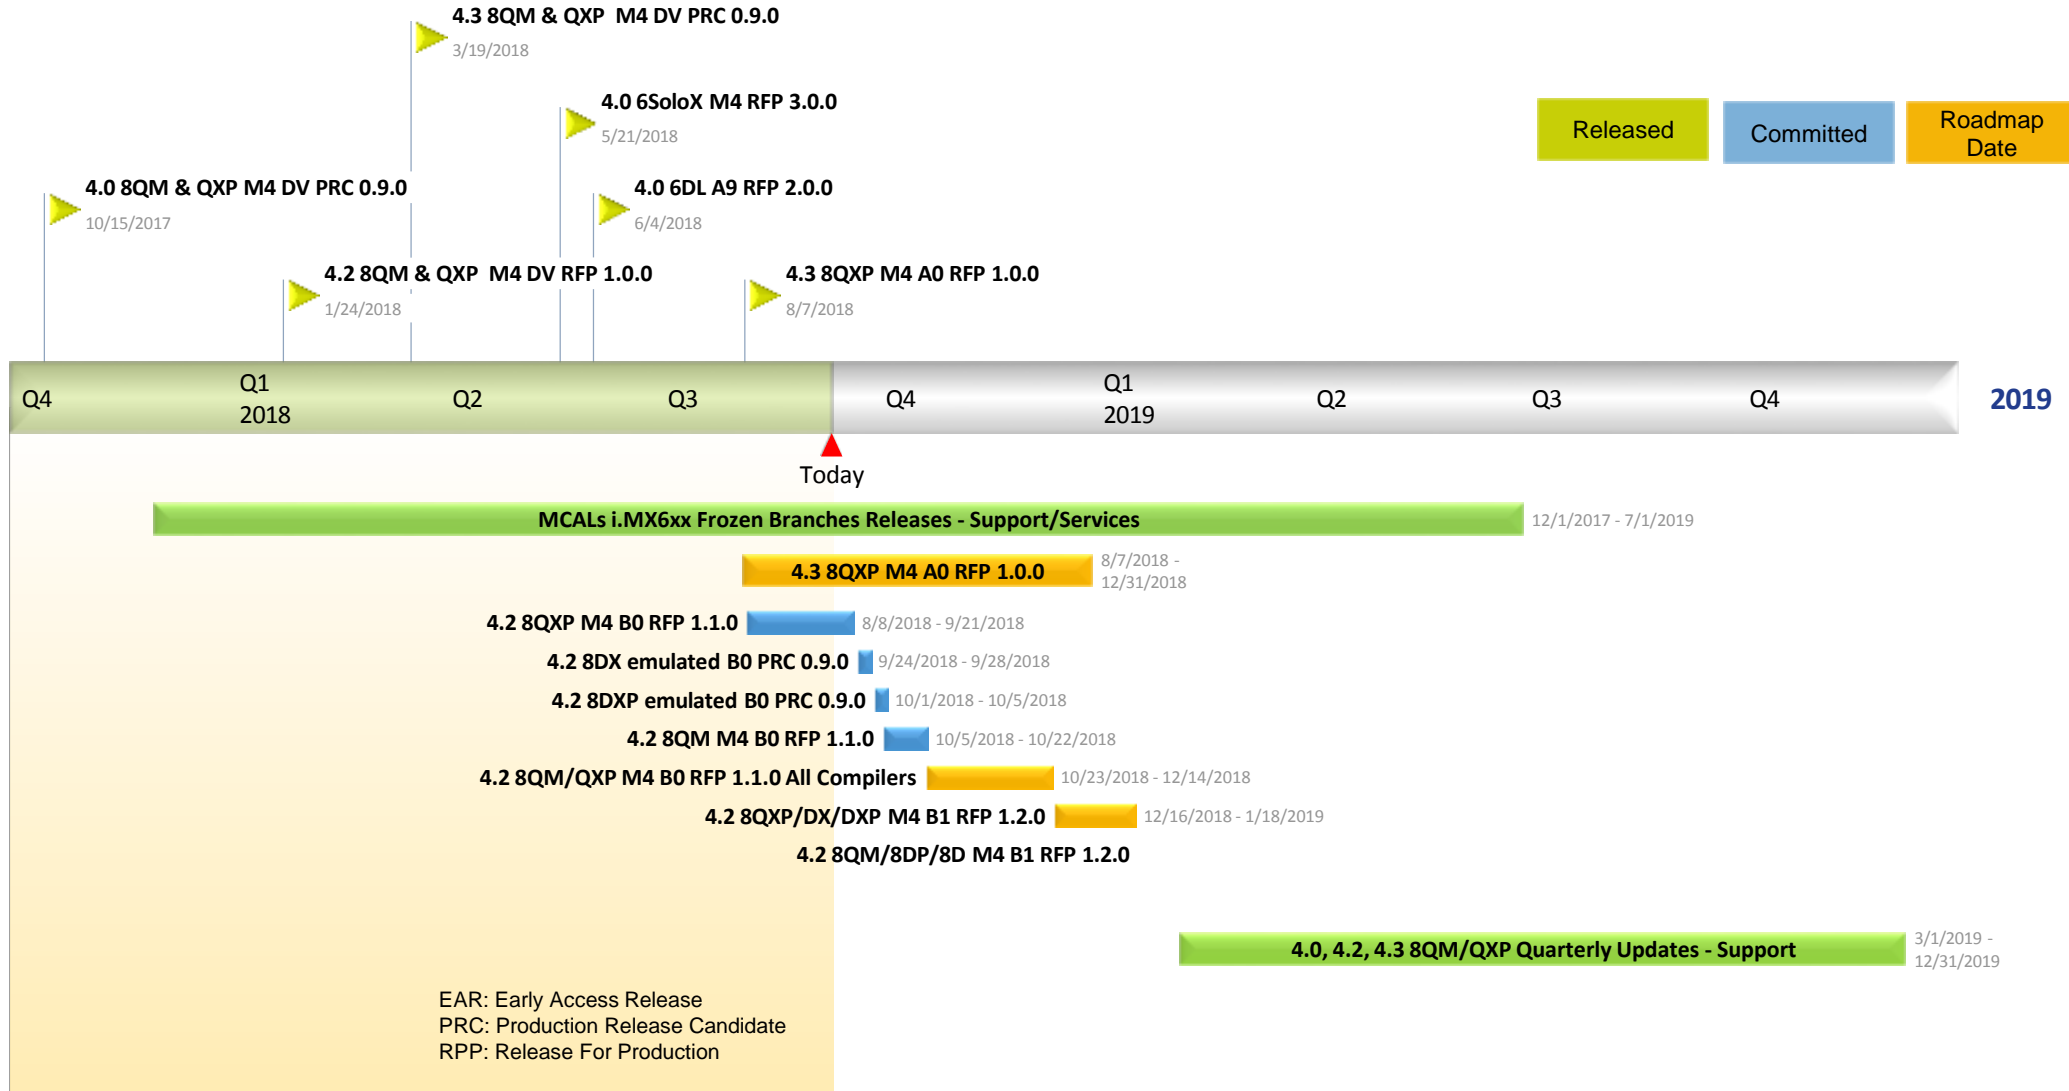 4.3 8QM & QXP M4 DV PRC 0.9.0
3/19/2018
4.0 6SoloX M4 RFP 3.0.0
5/21/2018
Released
Committed
Roadmap
Date
4.0 8QM & QXP M4 DV PRC 0.9.0
10/15/2017
4.0 6DL A9 RFP 2.0.0
6/4/2018
4.2 8QM & QXP M4 DV RFP 1.0.0
1/24/2018
4.3 8QXP M4 A0 RFP 1.0.0
8/7/2018
Q4
Q1
2018
Q2
Q3
Q4
Q1
2019
Q2
Q3
Q4
2019
Today
MCALs i.MX6xx Frozen Branches Releases - Support/Services
12/1/2017 - 7/1/2019
4.3 8QXP M4 A0 RFP 1.0.0
8/7/2018 -
12/31/2018
4.2 8QXP M4 B0 RFP 1.1.0
8/8/2018 - 9/21/2018
4.2 8DX emulated B0 PRC 0.9.0
9/24/2018 - 9/28/2018
4.2 8DXP emulated B0 PRC 0.9.0
10/1/2018 - 10/5/2018
4.2 8QM M4 B0 RFP 1.1.0
10/5/2018 - 10/22/2018
4.2 8QM/QXP M4 B0 RFP 1.1.0 All Compilers
10/23/2018 - 12/14/2018
4.2 8QXP/DX/DXP M4 B1 RFP 1.2.0
12/16/2018 - 1/18/2019
4.2 8QM/8DP/8D M4 B1 RFP 1.2.0
4.0, 4.2, 4.3 8QM/QXP Quarterly Updates - Support
3/1/2019 -
12/31/2019
EAR: Early Access Release
PRC: Production Release Candidate
RPP: Release For Production